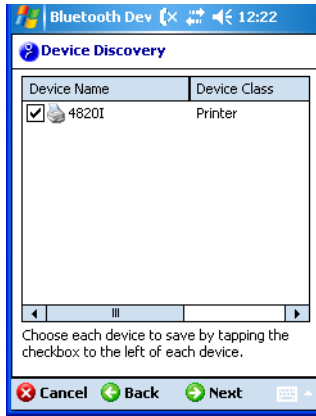 Bluetooth Dev 12:22
Device Discovery
Device Name Device Class
4820I Printer
Choose each device to save by tapping the
checkbox to the left of each device.
Cancel Back Next